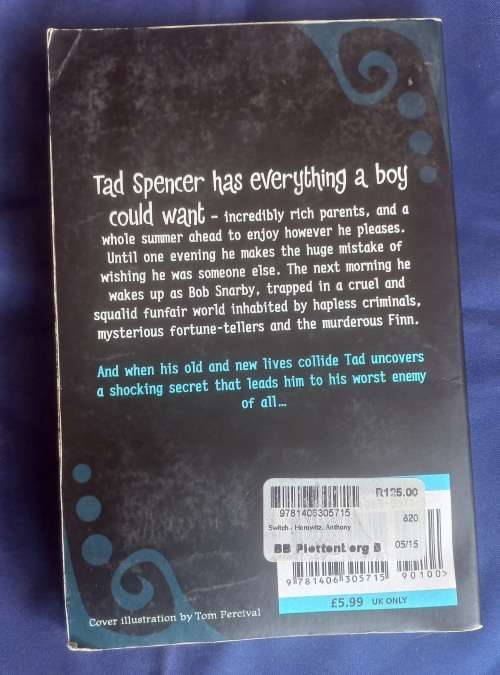 Tad Spencer has everything a boy
could want – incredibly rich parents, and a
whole summer ahead to enjoy however he pleases.
Until one evening he makes the huge mistake of
wishing he was someone else. The next morning he
wakes up as Bob Snarby, trapped in a cruel and
squalid funfair world inhabited by hapless criminals,
mysterious fortune-tellers and the murderous Finn.
And when his old and new lives collide Tad uncovers
a shocking secret that leads him to his worst enemy
of all...
R125.00
9781406305715
820
Switch - Horowitz, Anthony
BB 05/15
9 781406 305715 90100>
£5.99 UK ONLY
Cover illustration by Tom Percival